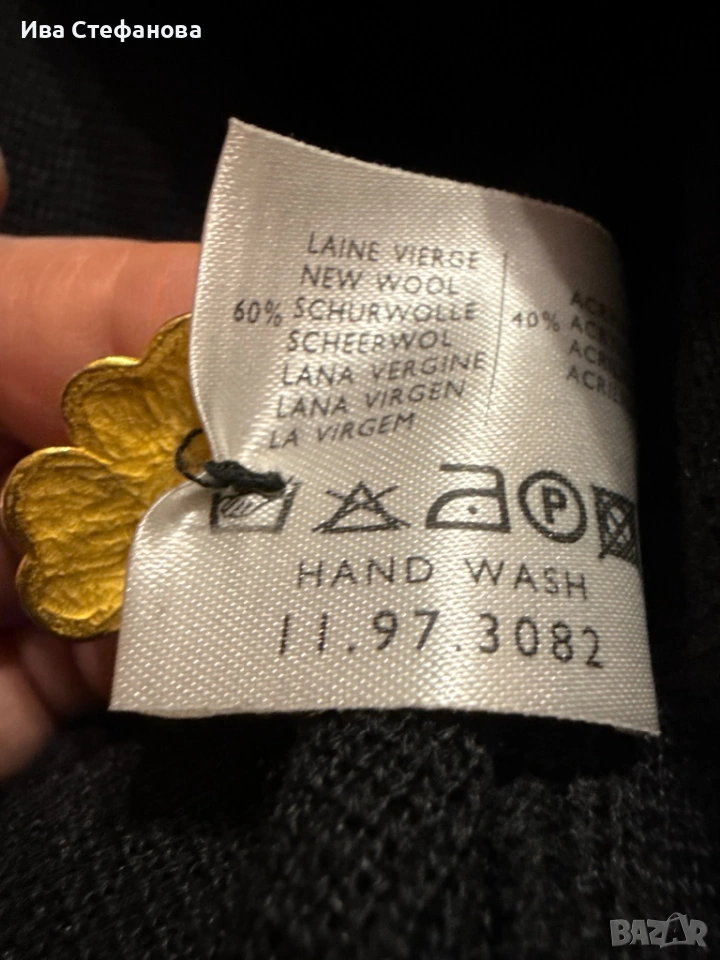 Ива Стефанова
LAINE VIERGE
NEW WOOL
60% SCHURWOLLE
SCHEERWOL
LANA VERGINE
LANA VIRGEN
LA VIRGEM
40%
P
HAND WASH
11.97.3082
BAZAR